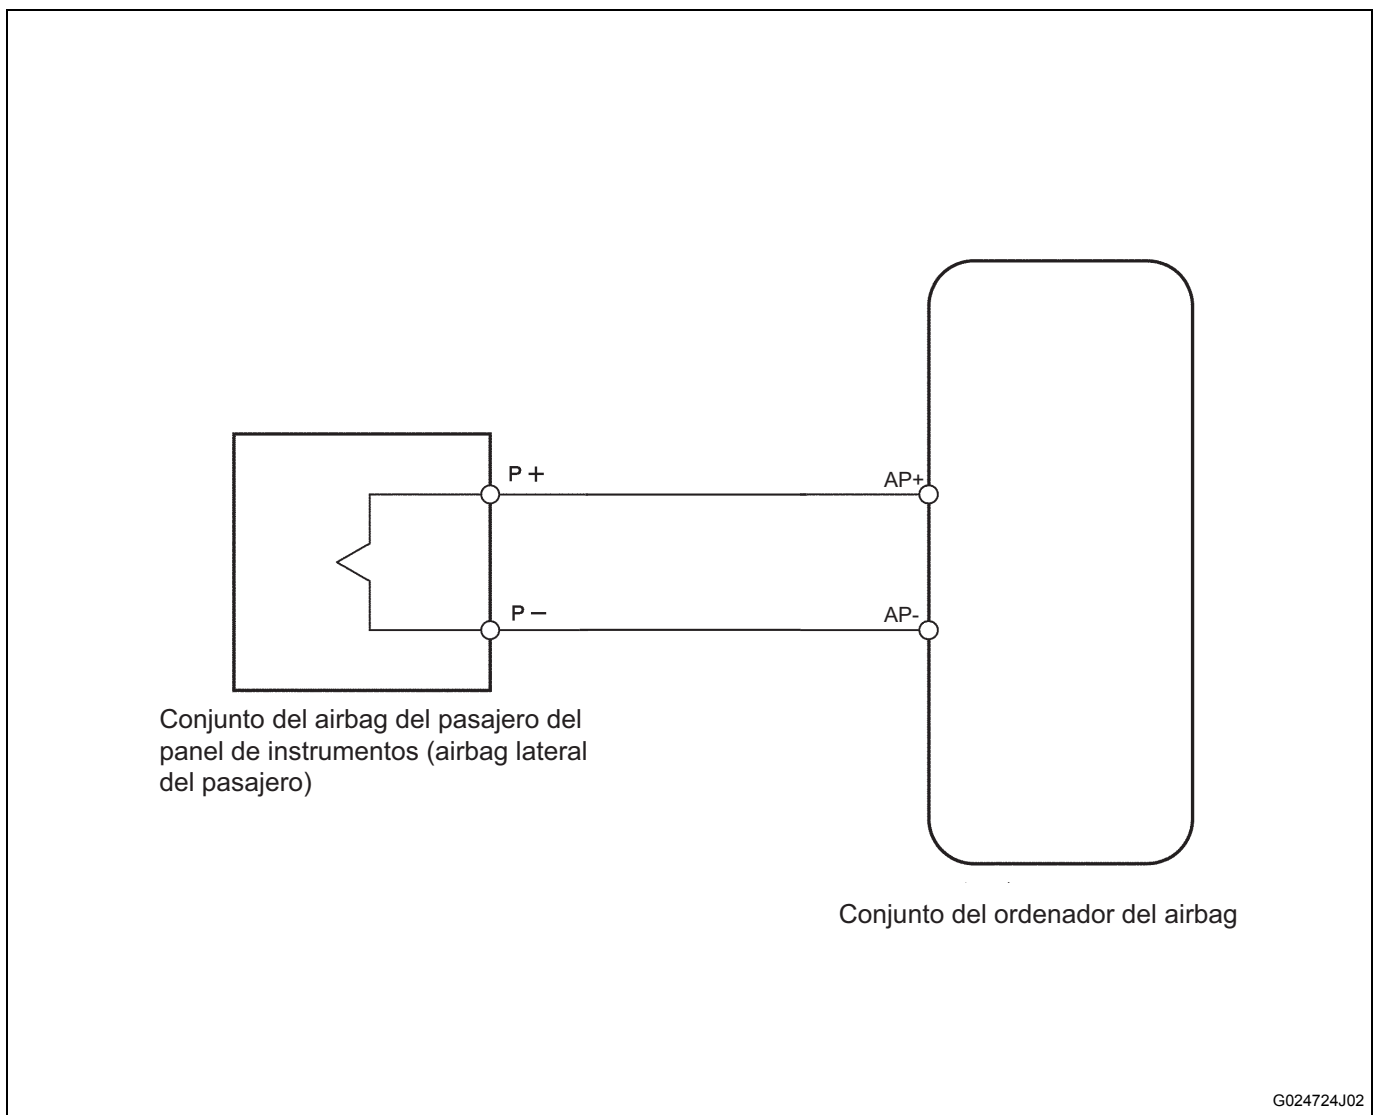 P +
AP+
P −
AP-
Conjunto del airbag del pasajero del
panel de instrumentos (airbag lateral
del pasajero)
Conjunto del ordenador del airbag
G024724J02